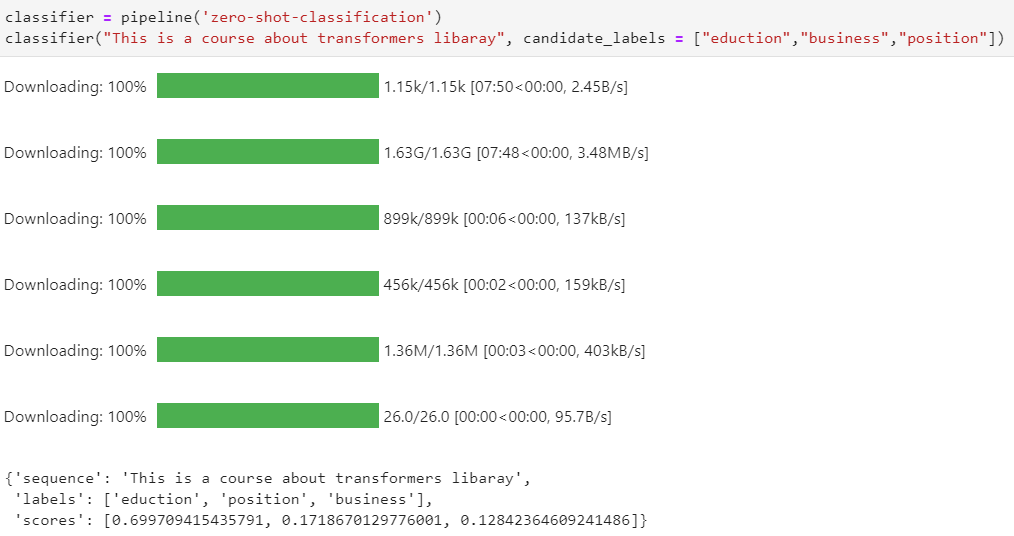 classifier = pipeline('zero-shot-classification')
classifier("This is a course about transformers libaray", candidate_labels = ["eduction","business","position"])
Downloading: 100% 1.15k/1.15k [07:50<00:00, 2.45B/s]
Downloading: 100% 1.63G/1.63G [07:48<00:00, 3.48MB/s]
Downloading: 100% 899k/899k [00:06<00:00, 137kB/s]
Downloading: 100% 456k/456k [00:02<00:00, 159kB/s]
Downloading: 100% 1.36M/1.36M [00:03<00:00, 403kB/s]
Downloading: 100% 26.0/26.0 [00:00<00:00, 95.7B/s]
{'sequence': 'This is a course about transformers libaray',
 'labels': ['eduction', 'position', 'business'],
 'scores': [0.699709415435791, 0.1718670129776001, 0.12842364609241486]}